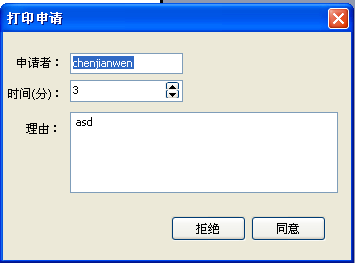 打印申请
申请者： chenjianwen
时间(分)： 3
理由： asd
拒绝 同意